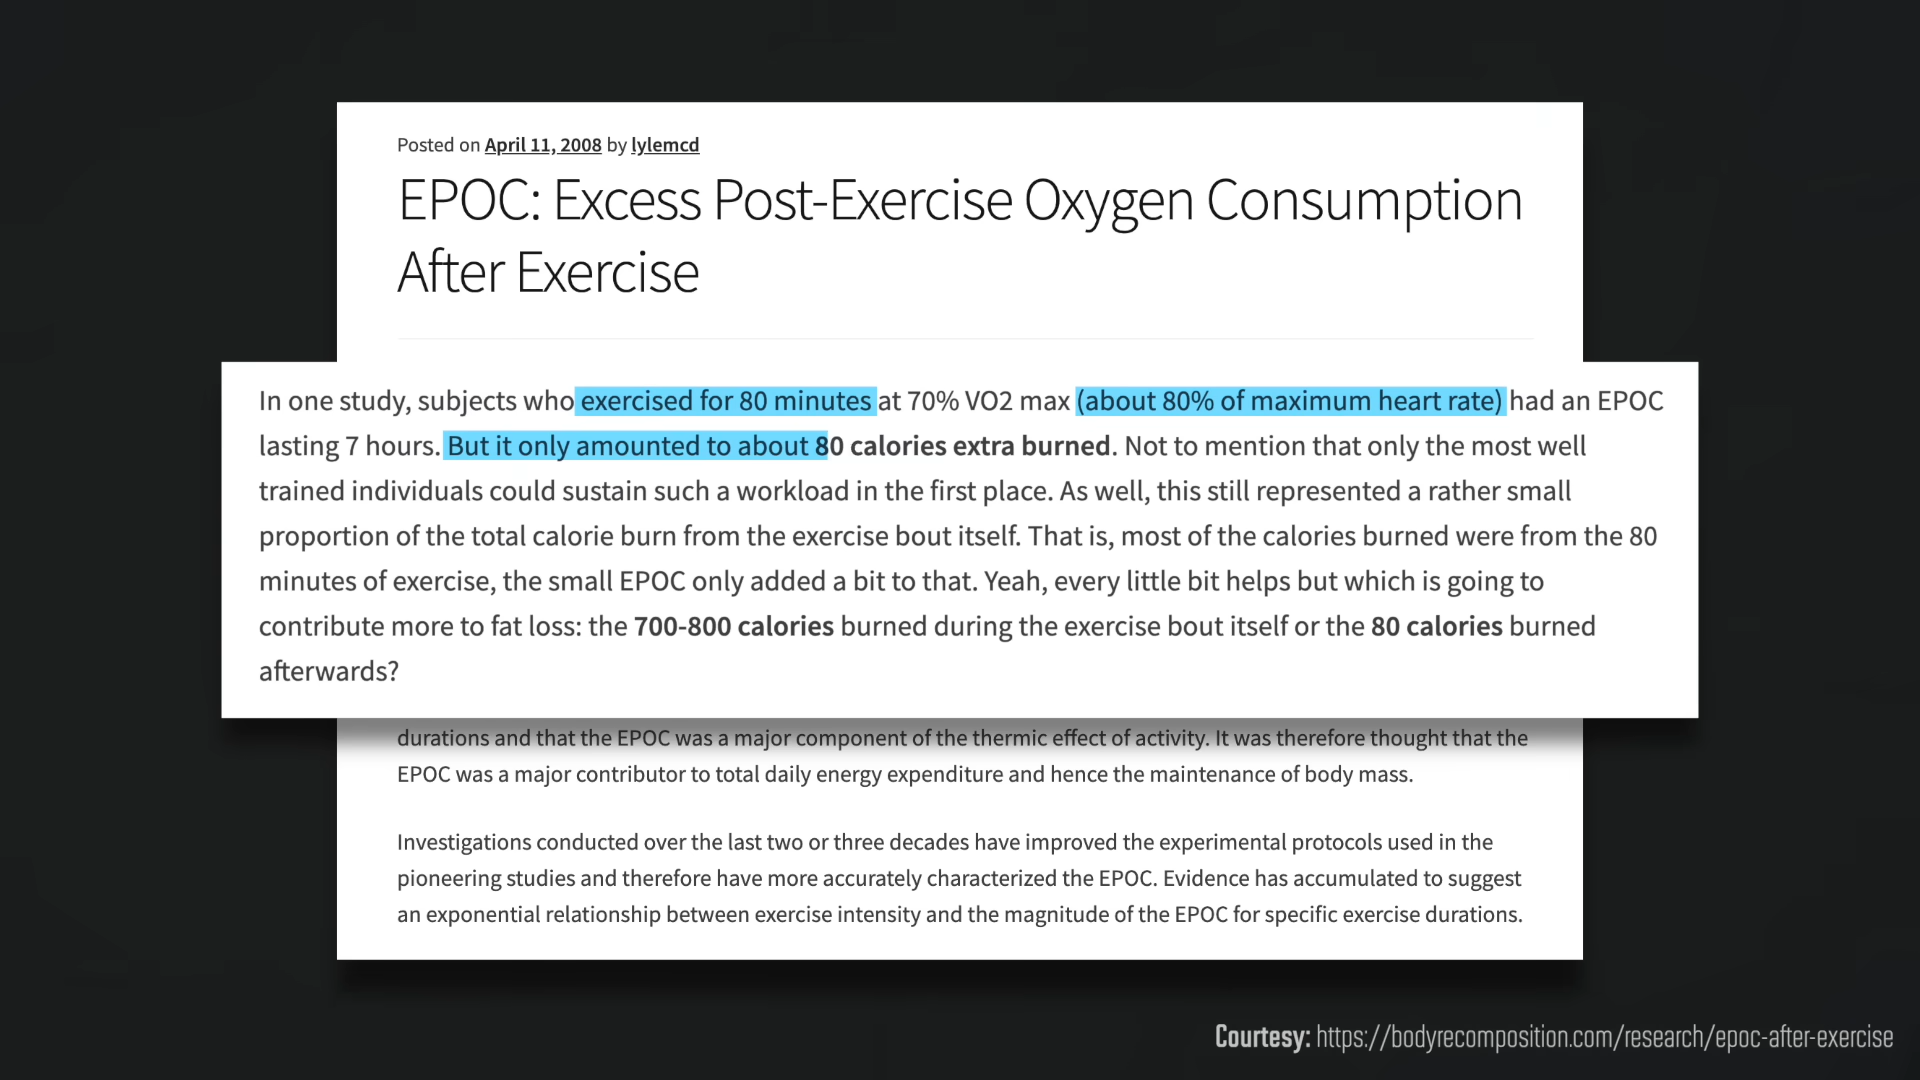 Posted on April 11, 2008 by lylemcd
EPOC: Excess Post-Exercise Oxygen Consumption
After Exercise
In one study, subjects who exercised for 80 minutes at 70% VO2 max (about 80% of maximum heart rate) had an EPOC
lasting 7 hours. But it only amounted to about 80 calories extra burned. Not to mention that only the most well
trained individuals could sustain such a workload in the first place. As well, this still represented a rather small
proportion of the total calorie burn from the exercise bout itself. That is, most of the calories burned were from the 80
minutes of exercise, the small EPOC only added a bit to that. Yeah, every little bit helps but which is going to
contribute more to fat loss: the 700-800 calories burned during the exercise bout itself or the 80 calories burned
afterwards?
durations and that the EPOC was a major component of the thermic effect of activity. It was therefore thought that the
EPOC was a major contributor to total daily energy expenditure and hence the maintenance of body mass.
Investigations conducted over the last two or three decades have improved the experimental protocols used in the
pioneering studies and therefore have more accurately characterized the EPOC. Evidence has accumulated to suggest
an exponential relationship between exercise intensity and the magnitude of the EPOC for specific exercise durations.
Courtesy: https://bodyrecomposition.com/research/epoc-after-exercise